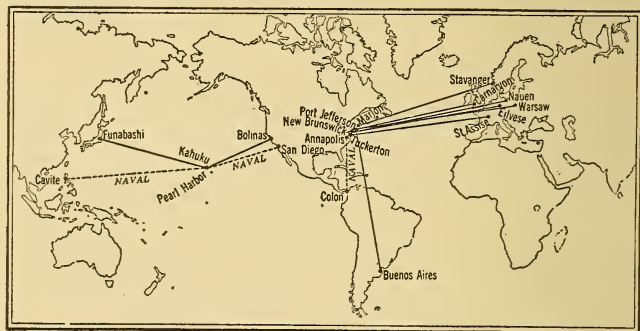 Stavanger
Carnarvon
Nauen
Warsaw
Eilvese
St.Assise
Port Jefferson
Marion
New Brunswick
Annapolis
Tuckerton
NAVAL
Funabashi
Bolinas
San Diego
Kahuku
NAVAL
Pearl Harbor
Cavite
NAVAL
Colon
Buenos Aires